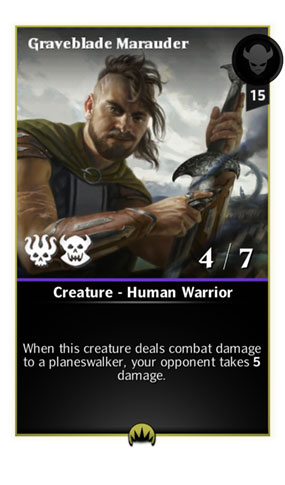 Graveblade Marauder
15
4 / 7
Creature - Human Warrior
When this creature deals combat damage
to a planeswalker, your opponent takes 5
damage.